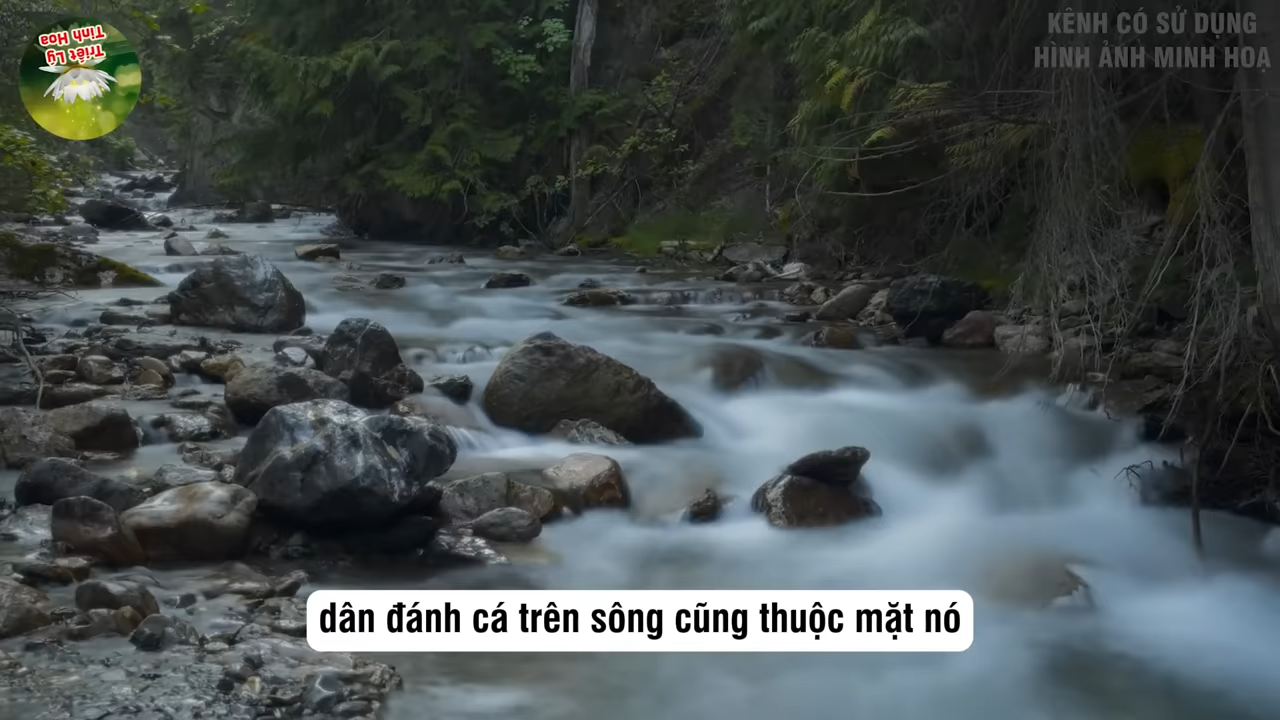 Triết Lý
Tinh Hoa
KÊNH CÓ SỬ DỤNG
HÌNH ẢNH MINH HOẠ
dân đánh cá trên sông cũng thuộc mặt nó